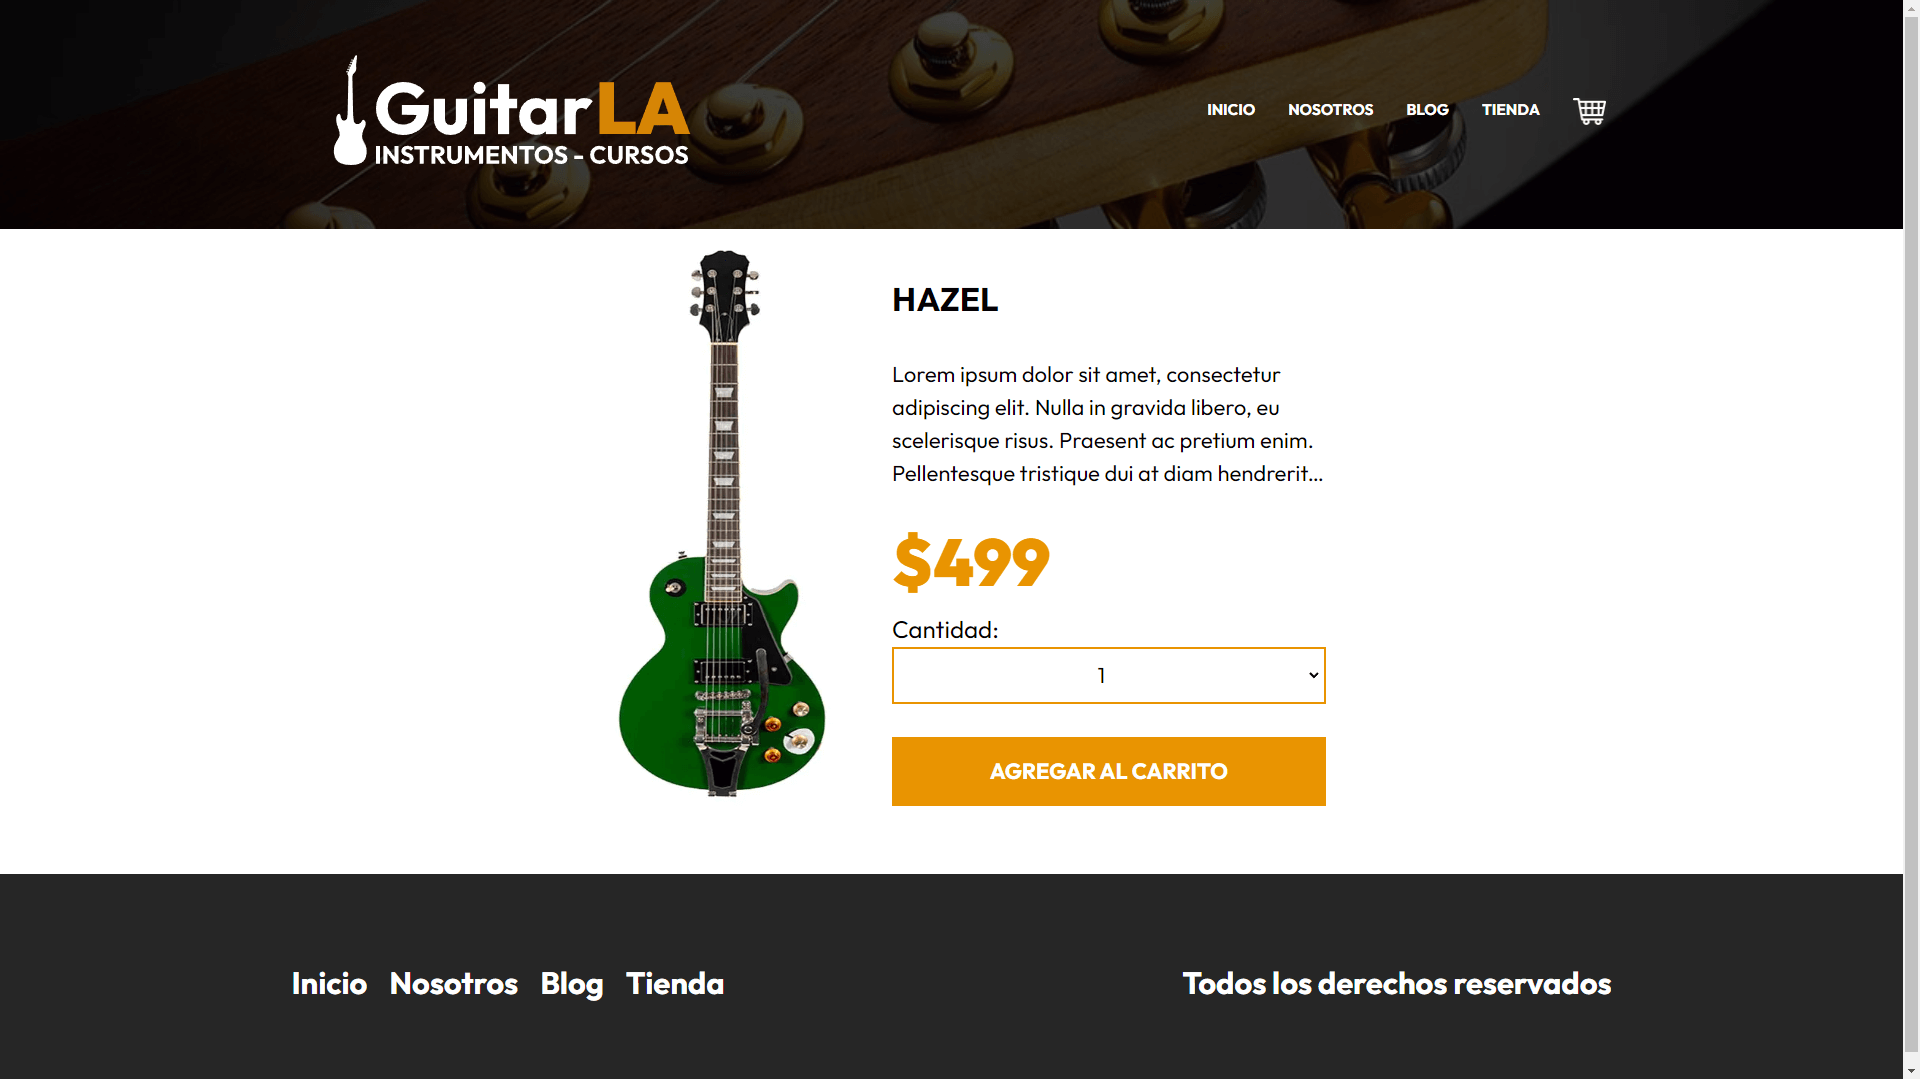 GuitarLA
INSTRUMENTOS - CURSOS
INICIO NOSOTROS BLOG TIENDA
HAZEL
Lorem ipsum dolor sit amet, consectetur
adipiscing elit. Nulla in gravida libero, eu
scelerisque risus. Praesent ac pretium enim.
Pellentesque tristique dui at diam hendrerit...
$499
Cantidad:
1
AGREGAR AL CARRITO
Inicio Nosotros Blog Tienda
Todos los derechos reservados